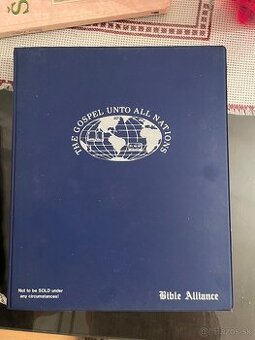 THE GOSPEL UNTO ALL NATIONS
Not to be SOLD under
any circumstances!
Bible Alliance